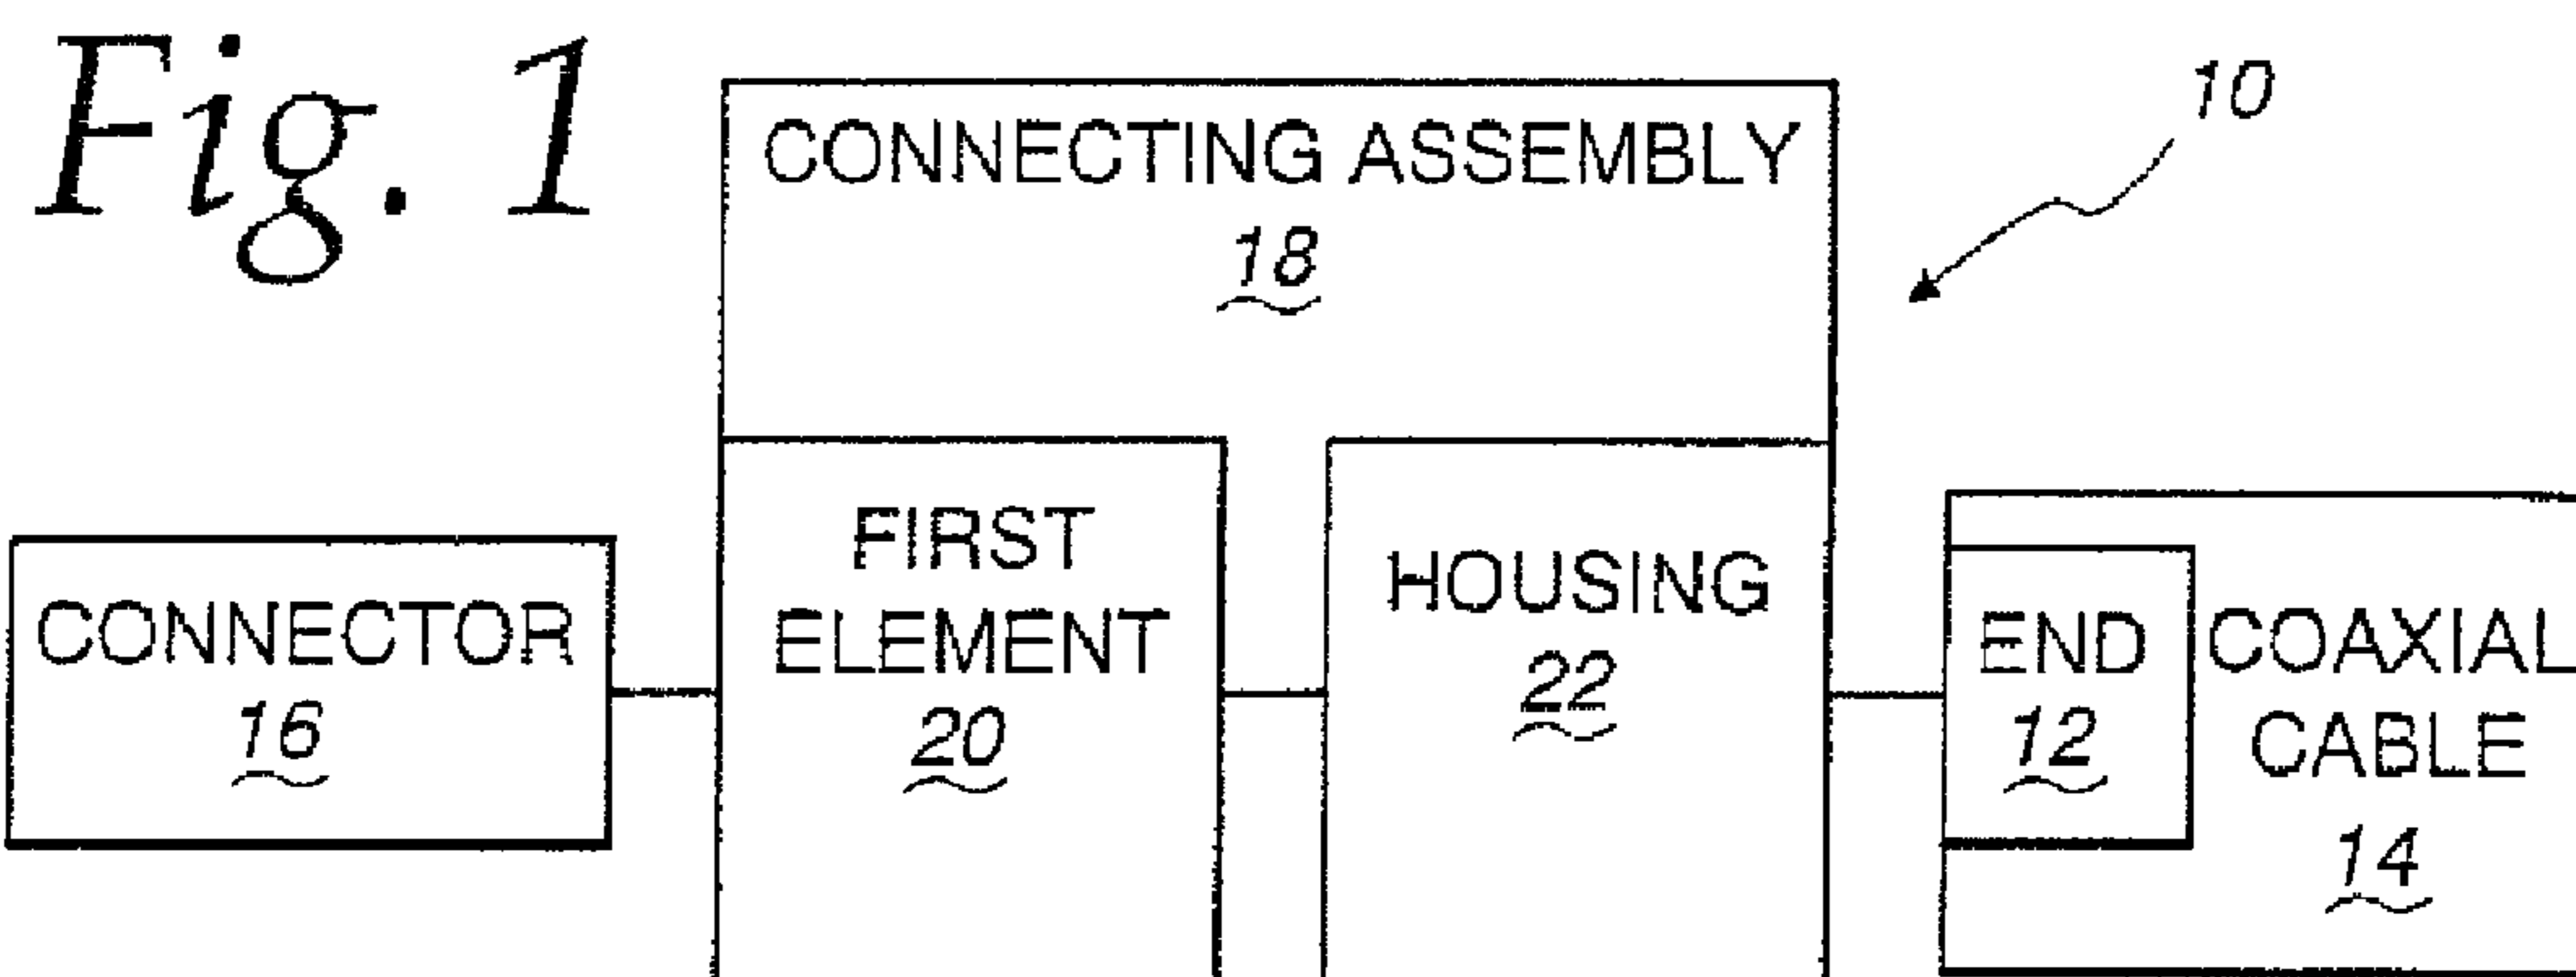 Fig. 1
10
CONNECTING ASSEMBLY
18
CONNECTOR
16
FIRST
ELEMENT
20
HOUSING
22
END
12
COAXIAL
CABLE
14